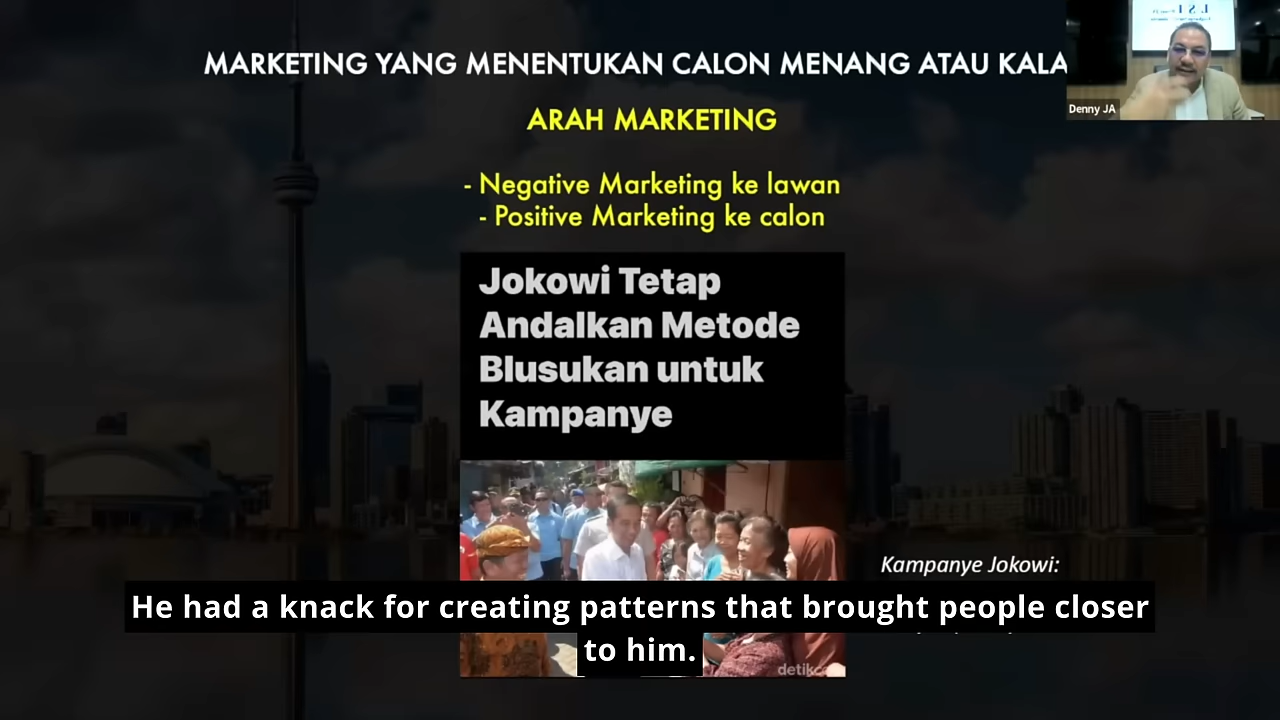 MARKETING YANG MENENTUKAN CALON MENANG ATAU KALA
Denny JA
ARAH MARKETING
- Negative Marketing ke lawan
- Positive Marketing ke calon
Jokowi Tetap
Andalkan Metode
Blusukan untuk
Kampanye
Kampanye Jokowi:
He had a knack for creating patterns that brought people closer
to him.